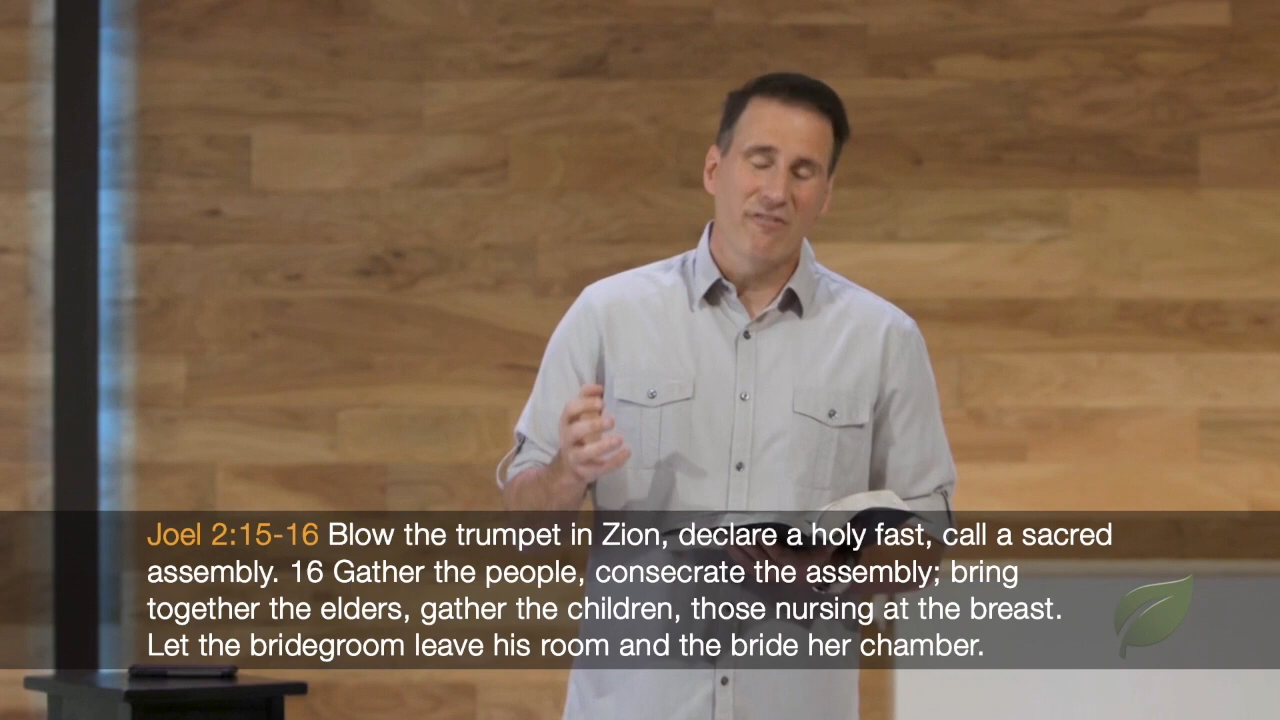 Joel 2:15-16 Blow the trumpet in Zion, declare a holy fast, call a sacred
assembly. 16 Gather the people, consecrate the assembly; bring
together the elders, gather the children, those nursing at the breast.
Let the bridegroom leave his room and the bride her chamber.